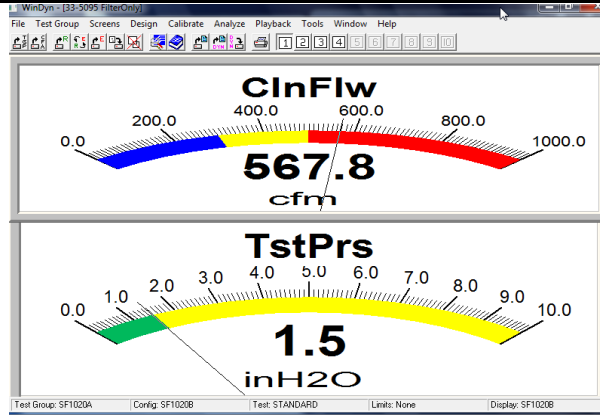 WinDyn - [33-5095 FilterOnly]
File Test Group Screens Design Calibrate Analyze Playback Tools Window Help
1 2 3 4 5 6 7 8 9 10
ClnFlw
0.0 200.0 400.0 600.0 800.0 1000.0
567.8
cfm
TstPrs
0.0 1.0 2.0 3.0 4.0 5.0 6.0 7.0 8.0 9.0 10.0
1.5
inH2O
Test Group: SF1020A Config: SF1020B Test: STANDARD Limits: None Display: SF1020B